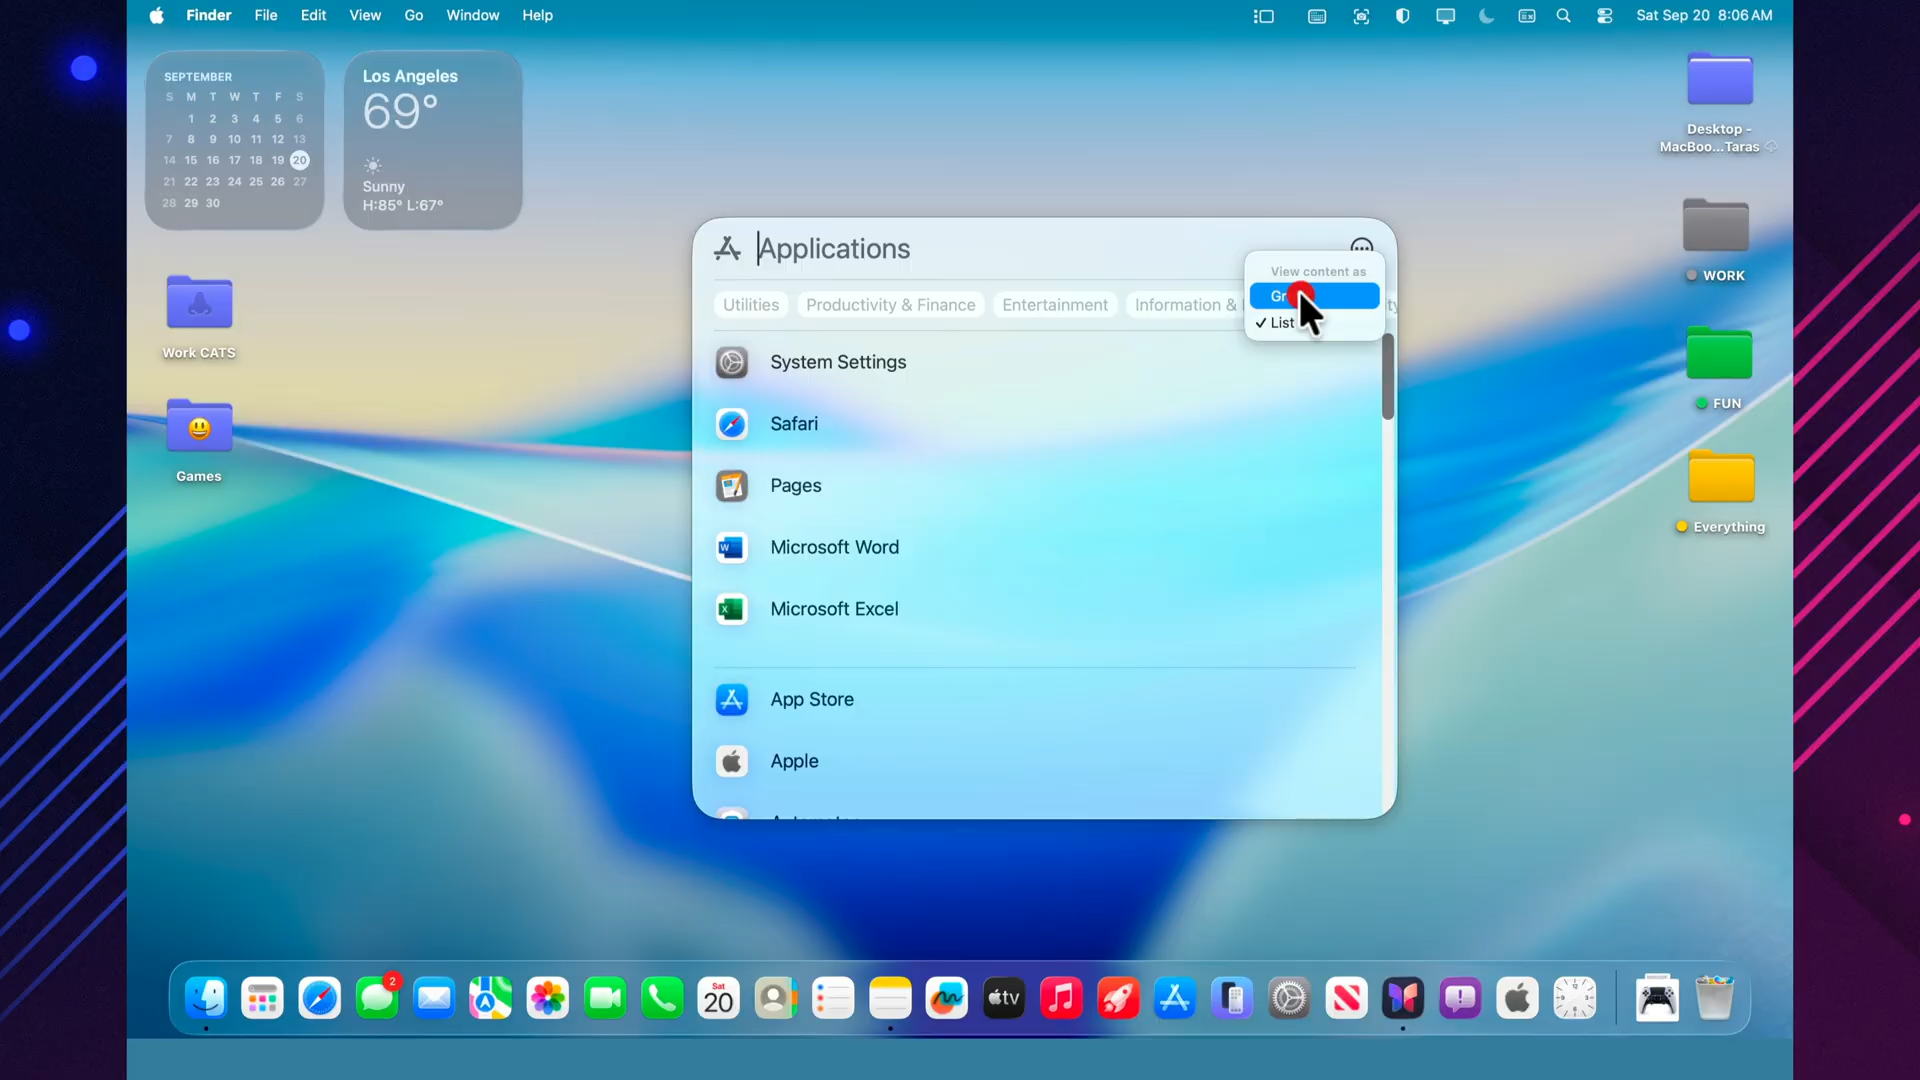 Finder File Edit View Go Window Help
Sat Sep 20 8:06 AM
SEPTEMBER
S M T W T F S
1 2 3 4 5 6
7 8 9 10 11 12 13
14 15 16 17 18 19 20
21 22 23 24 25 26 27
28 29 30
Los Angeles
69°
Sunny
H:85° L:67°
Work CATS
Games
Desktop -
MacBoo...Taras
WORK
FUN
Everything
Applications
Utilities Productivity & Finance Entertainment Information &
View content as
✓ List
System Settings
Safari
Pages
Microsoft Word
Microsoft Excel
App Store
Apple
2
Sat
20
tv